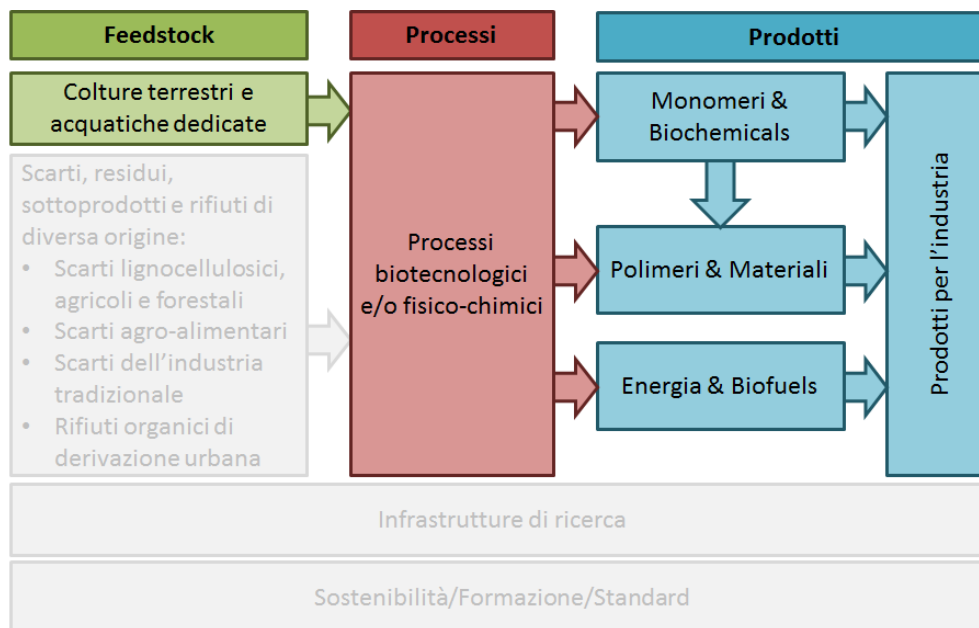 Feedstock
Processi
Prodotti
Colture terrestri e
acquatiche dedicate
Scarti, residui,
sottoprodotti e rifiuti di
diversa origine:
• Scarti lignocellulosici,
agricoli e forestali
• Scarti agro-alimentari
• Scarti dell’industria
tradizionale
• Rifiuti organici di
derivazione urbana
Processi
biotecnologici
e/o fisico-chimici
Monomeri &
Biochemicals
Polimeri & Materiali
Energia & Biofuels
Prodotti per l’industria
Infrastrutture di ricerca
Sostenibilità/Formazione/Standard